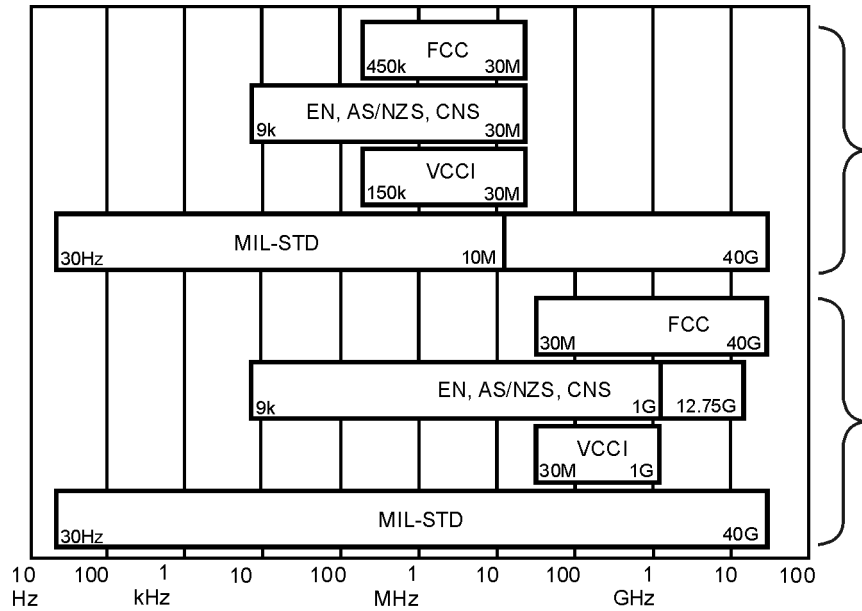 FCC
450k 30M
EN, AS/NZS, CNS
9k 30M
VCCI
150k 30M
MIL-STD
30Hz 10M 40G
FCC
30M 40G
EN, AS/NZS, CNS
9k 1G 12.75G
VCCI
30M 1G
MIL-STD
30Hz 40G
10 100 1 10 100 1 10 100 1 10 100
Hz kHz MHz GHz